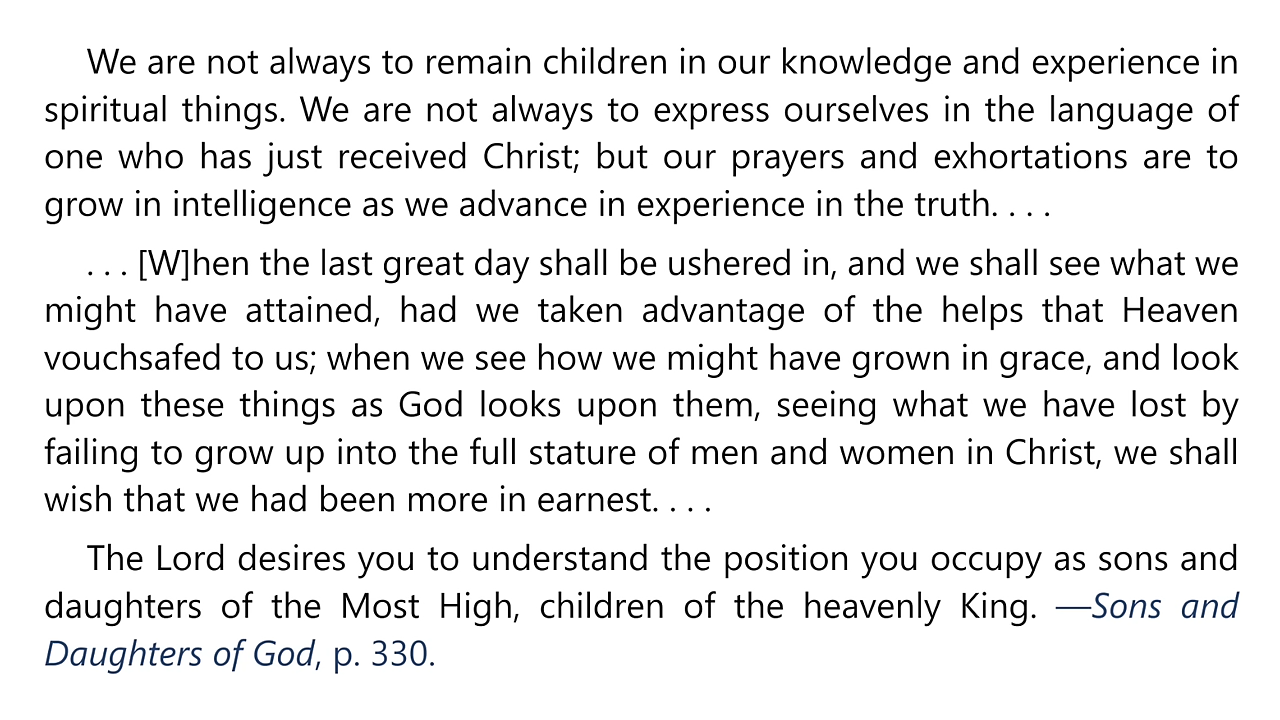 We are not always to remain children in our knowledge and experience in
spiritual things. We are not always to express ourselves in the language of
one who has just received Christ; but our prayers and exhortations are to
grow in intelligence as we advance in experience in the truth. . . .
. . . [W]hen the last great day shall be ushered in, and we shall see what we
might have attained, had we taken advantage of the helps that Heaven
vouchsafed to us; when we see how we might have grown in grace, and look
upon these things as God looks upon them, seeing what we have lost by
failing to grow up into the full stature of men and women in Christ, we shall
wish that we had been more in earnest. . . .
The Lord desires you to understand the position you occupy as sons and
daughters of the Most High, children of the heavenly King. —Sons and
Daughters of God, p. 330.